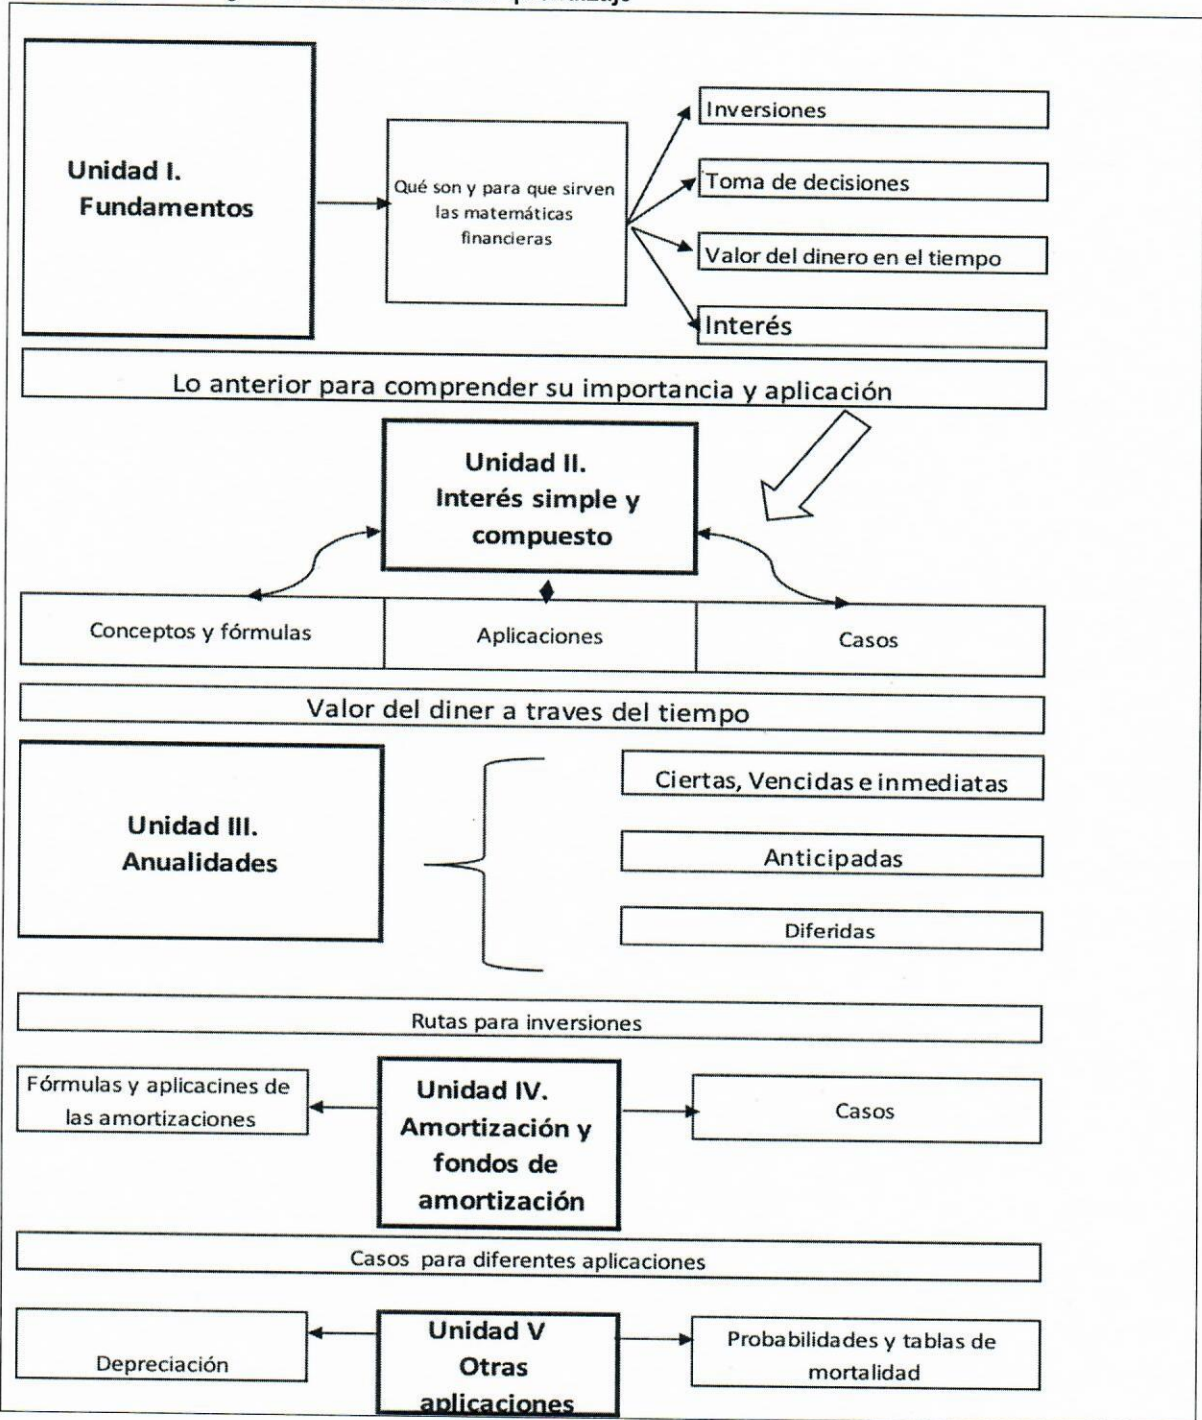 Unidad I.
Fundamentos
Qué son y para que sirven
las matemáticas
financieras
Inversiones
Toma de decisiones
Valor del dinero en el tiempo
Interés
Lo anterior para comprender su importancia y aplicación
Unidad II.
Interés simple y
compuesto
Conceptos y fórmulas
Aplicaciones
Casos
Valor del diner a traves del tiempo
Unidad III.
Anualidades
Ciertas, Vencidas e inmediatas
Anticipadas
Diferidas
Rutas para inversiones
Fórmulas y aplicacines de
las amortizaciones
Unidad IV.
Amortización y
fondos de
amortización
Casos
Casos para diferentes aplicaciones
Depreciación
Unidad V
Otras
aplicaciones
Probabilidades y tablas de
mortalidad